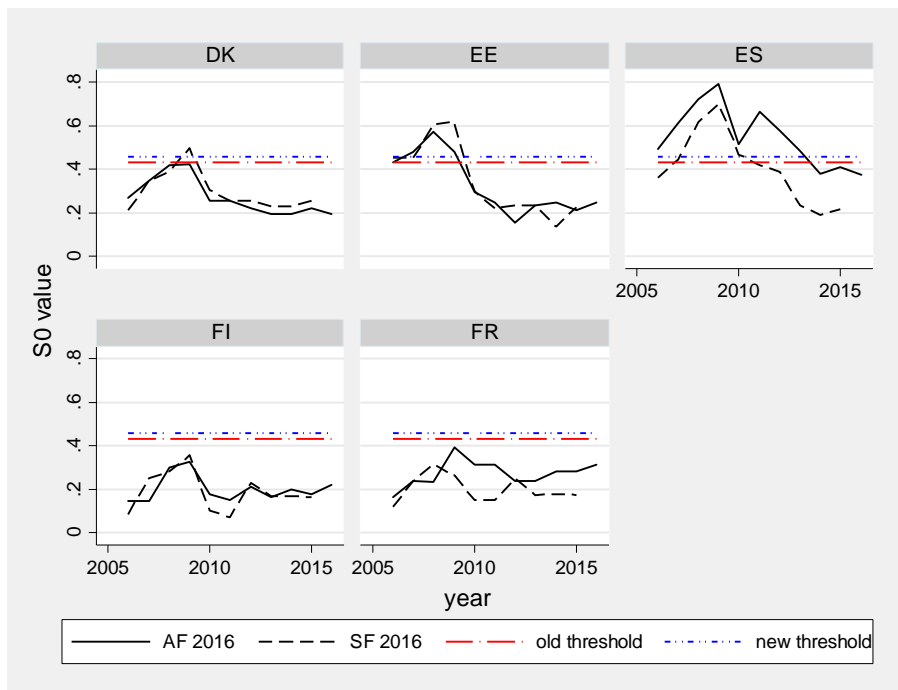 DK
EE
ES
.8
.6
.4
.2
0
2005 2010 2015
S0 value
FI
FR
.8
.6
.4
.2
0
2005 2010 2015
2005 2010 2015
year
AF 2016
SF 2016
old threshold
new threshold